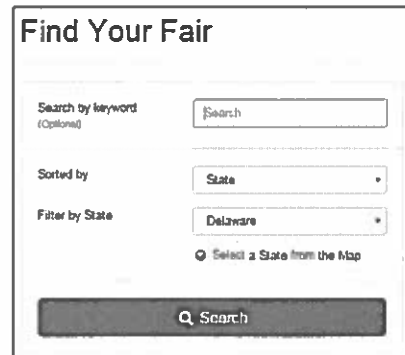 Find Your Fair
Search by keyword
(Optional)
Search
Sorted by
State
Filter by State
Delaware
Select a State from the Map
Search